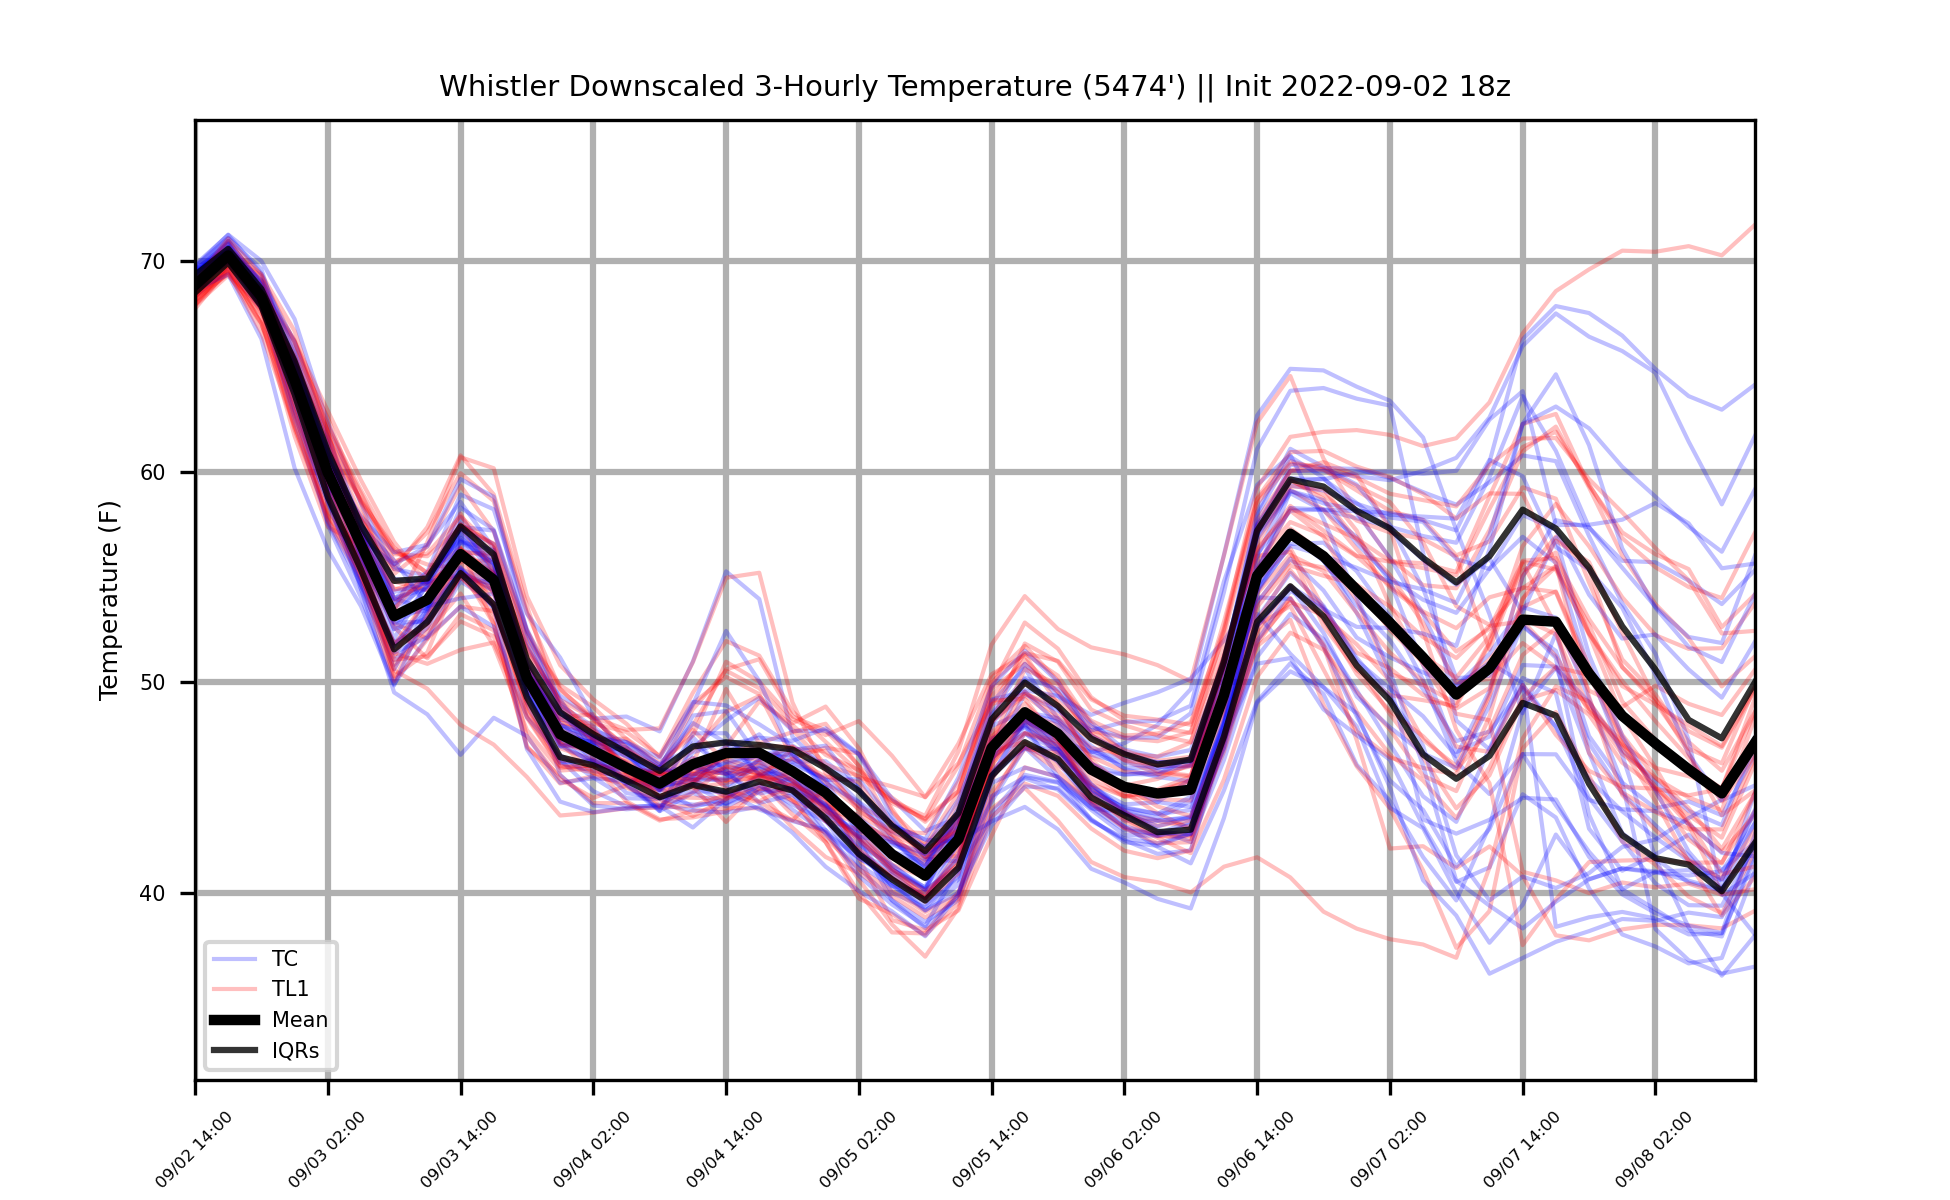 Whistler Downscaled 3-Hourly Temperature (5474') || Init 2022-09-02 18z
Temperature (F)
70
60
50
40
TC
TL1
Mean
IQRs
09/02 14:00
09/03 02:00
09/03 14:00
09/04 02:00
09/04 14:00
09/05 02:00
09/05 14:00
09/06 02:00
09/06 14:00
09/07 02:00
09/07 14:00
09/08 02:00